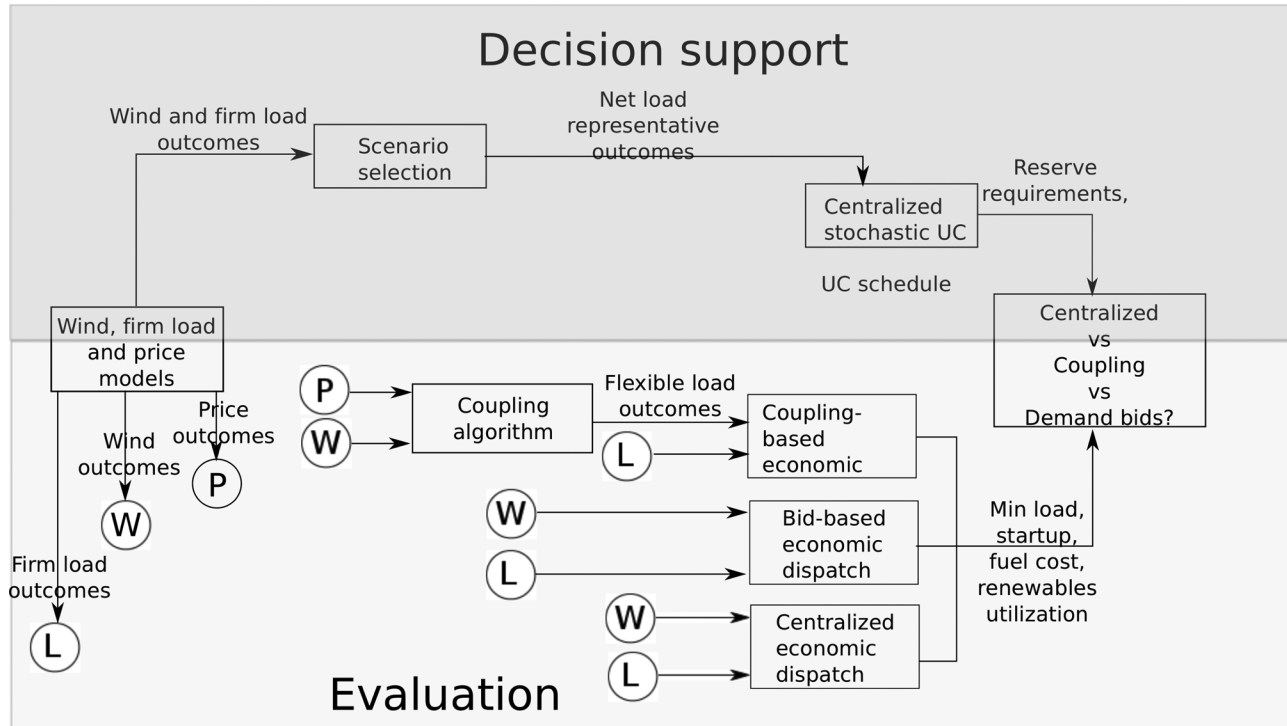 Decision support
Wind and firm load
outcomes
Scenario
selection
Net load
representative
outcomes
Centralized
stochastic UC
Reserve
requirements,
UC schedule
Centralized
vs
Coupling
vs
Demand bids?
Wind, firm load
and price
models
Price
outcomes
P
Wind
outcomes
W
Firm load
outcomes
L
P
W
Coupling
algorithm
Flexible load
outcomes
L
Coupling-
based
economic
W
L
Bid-based
economic
dispatch
W
L
Centralized
economic
dispatch
Min load,
startup,
fuel cost,
renewables
utilization
Evaluation